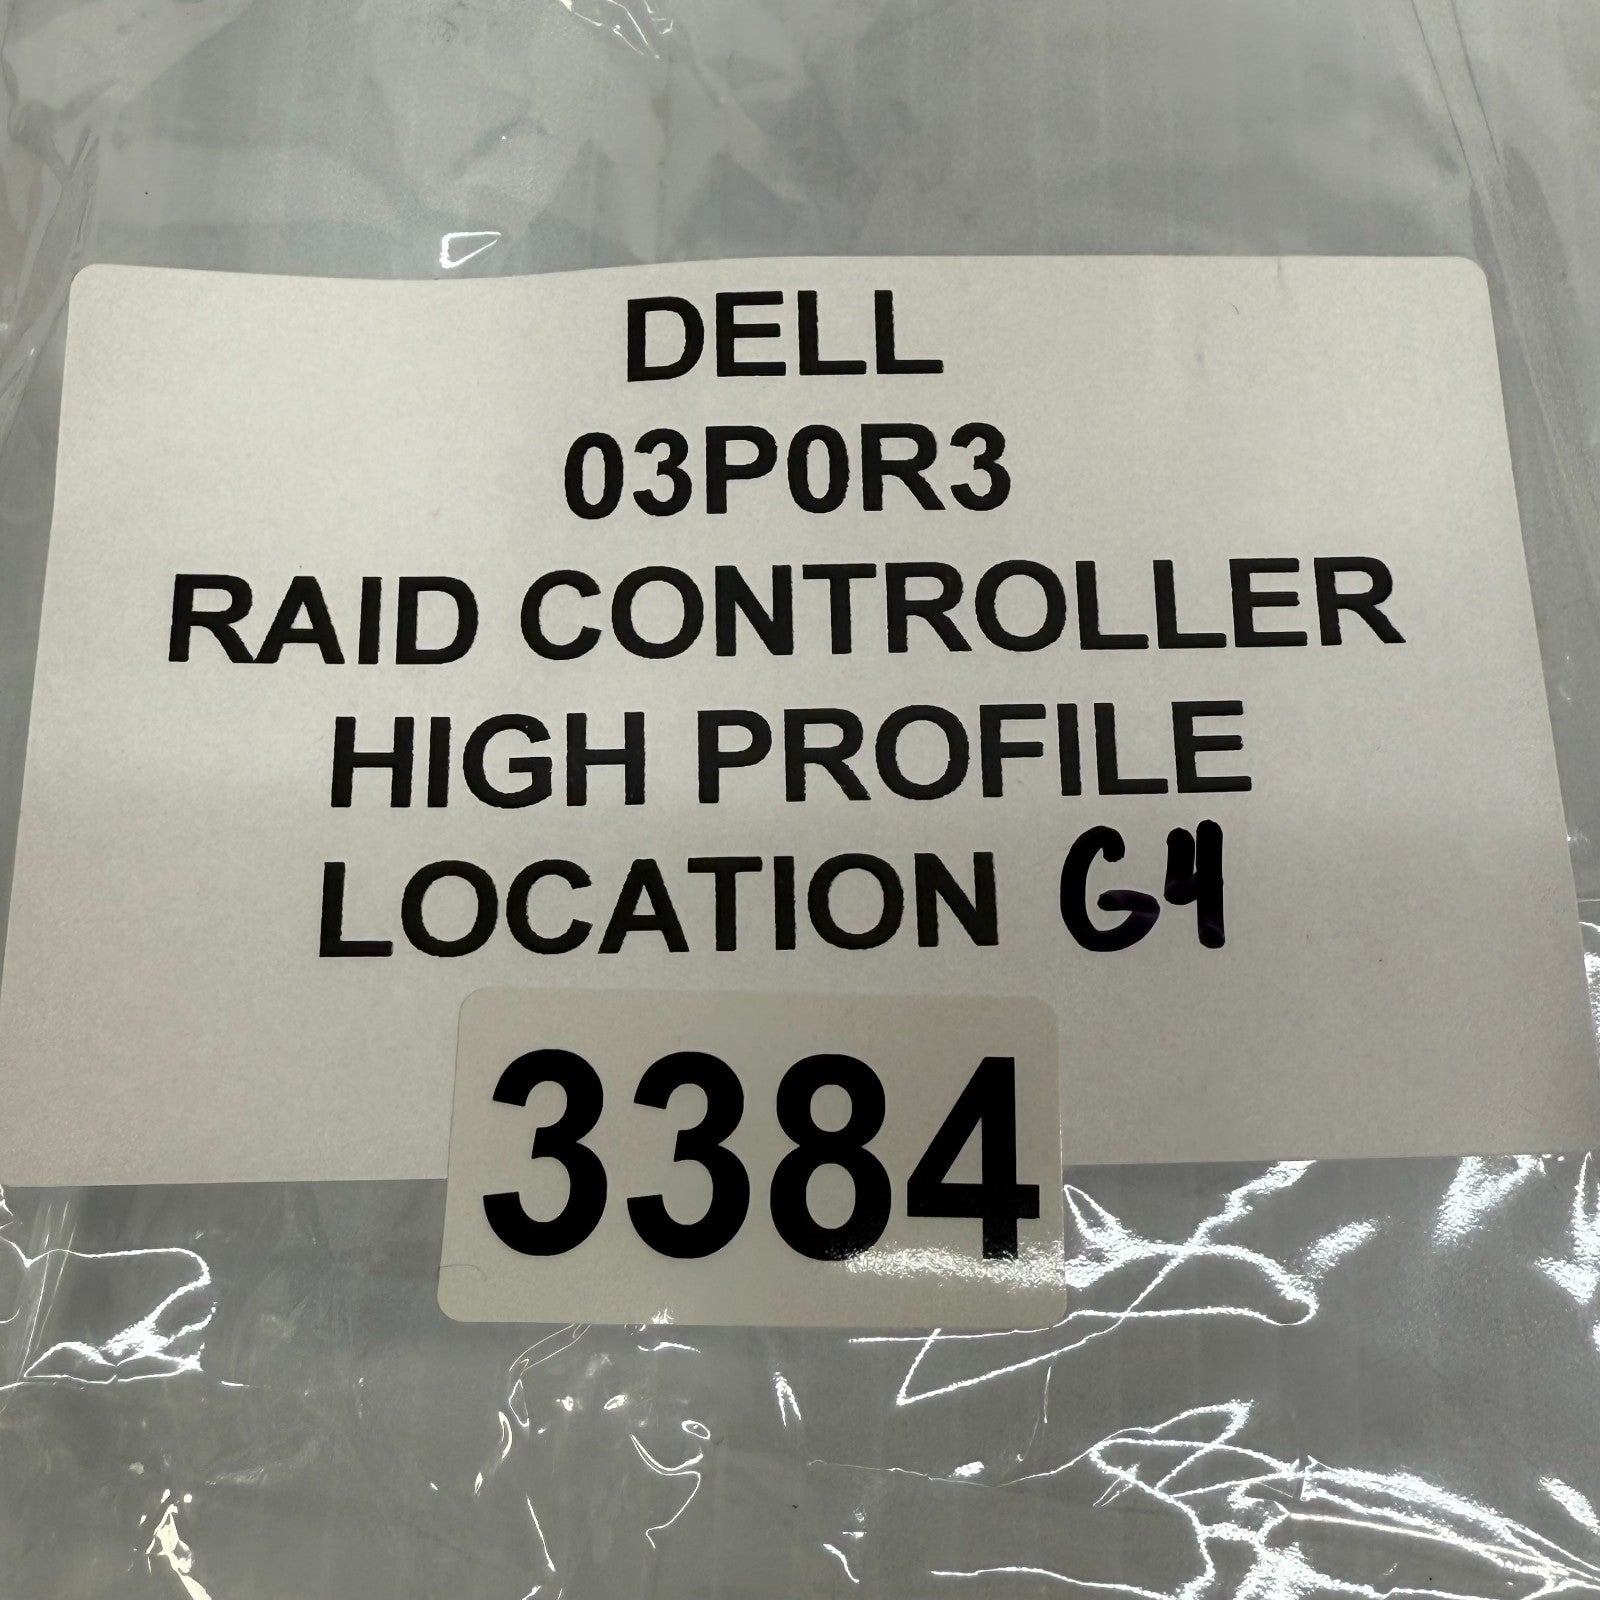 DELL
03P0R3
RAID CONTROLLER
HIGH PROFILE
LOCATION G4
3384